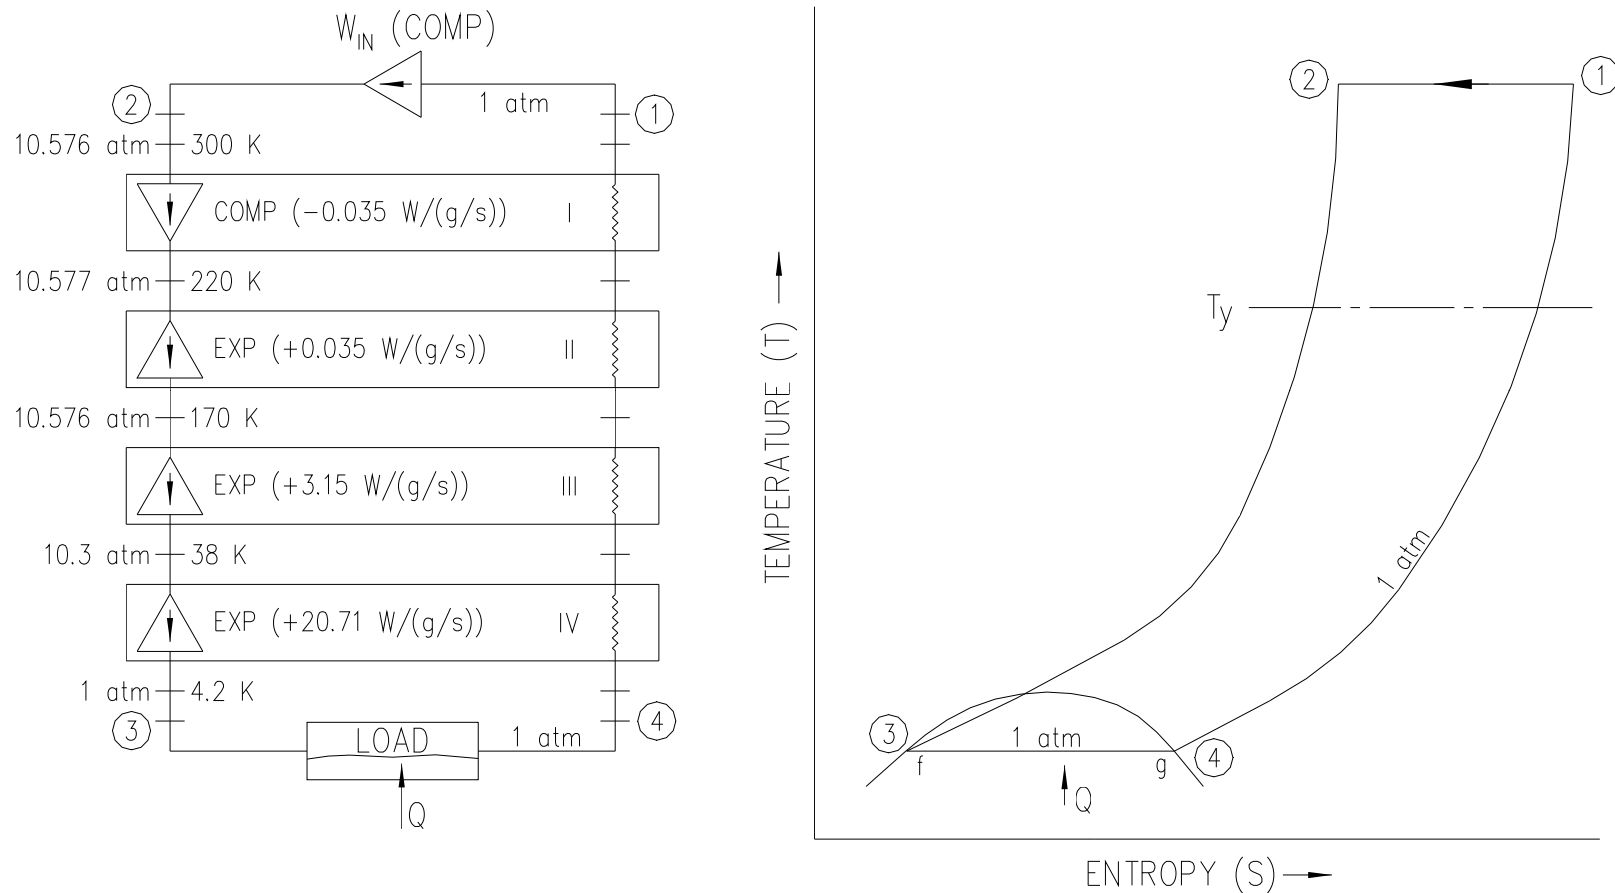 W_IN (COMP)
1 atm
2
1
10.576 atm 300 K
COMP (−0.035 W/(g/s)) I
10.577 atm 220 K
EXP (+0.035 W/(g/s)) II
10.576 atm 170 K
EXP (+3.15 W/(g/s)) III
10.3 atm 38 K
EXP (+20.71 W/(g/s)) IV
1 atm 4.2 K
3
4
LOAD
1 atm
Q
TEMPERATURE (T)
2
1
Ty
1 atm
3
1 atm
4
f
g
Q
ENTROPY (S)